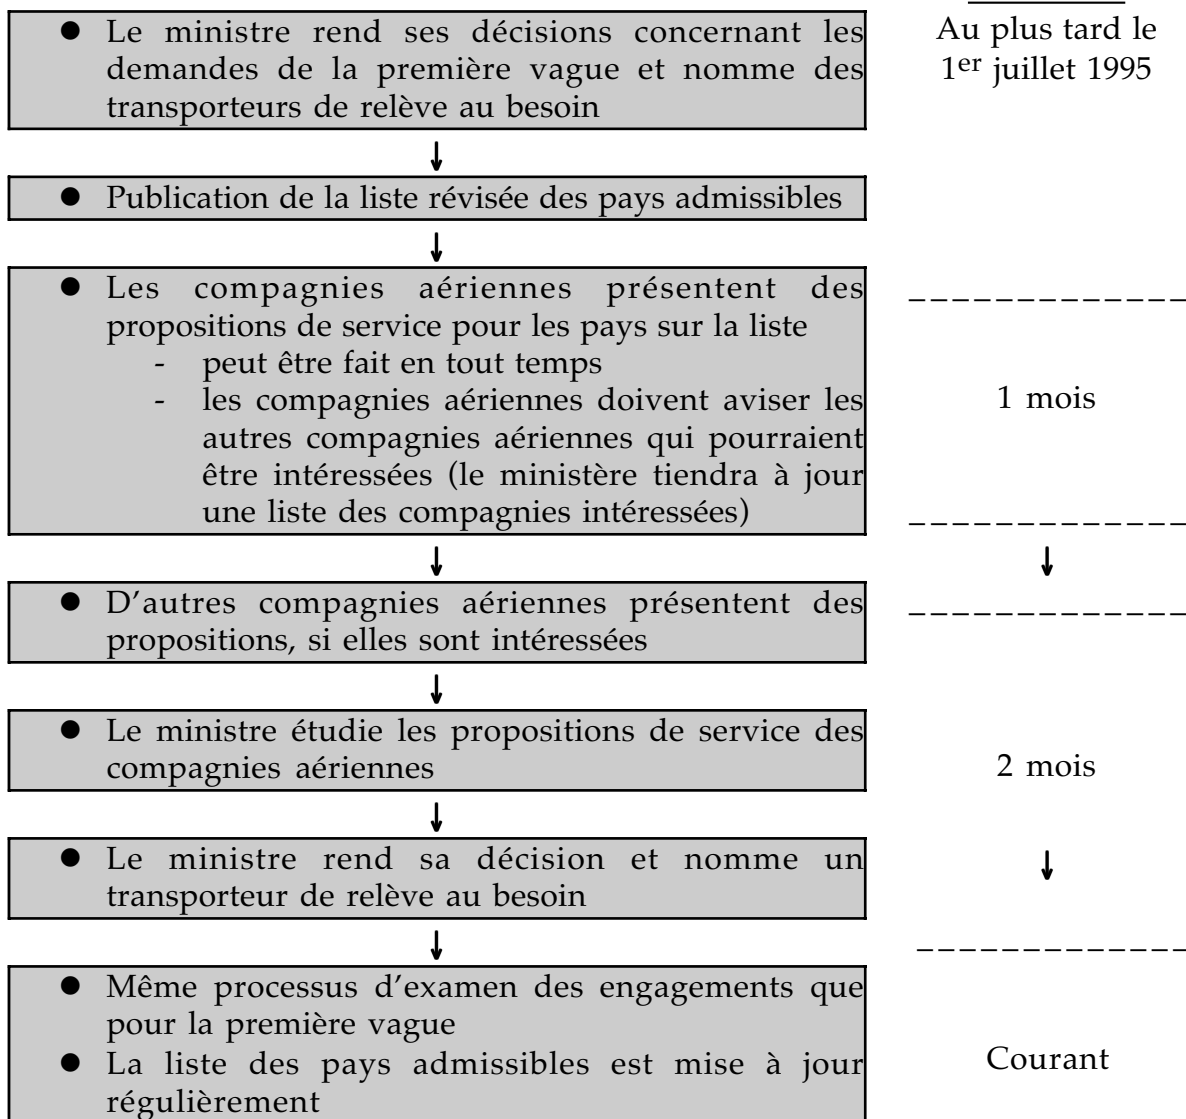 ● Le ministre rend ses décisions concernant les
demandes de la première vague et nomme des
transporteurs de relève au besoin
Au plus tard le
1er juillet 1995
● Publication de la liste révisée des pays admissibles
● Les compagnies aériennes présentent des
propositions de service pour les pays sur la liste
- peut être fait en tout temps
- les compagnies aériennes doivent aviser les
autres compagnies aériennes qui pourraient
être intéressées (le ministère tiendra à jour
une liste des compagnies intéressées)
1 mois
● D'autres compagnies aériennes présentent des
propositions, si elles sont intéressées
● Le ministre étudie les propositions de service des
compagnies aériennes
2 mois
● Le ministre rend sa décision et nomme un
transporteur de relève au besoin
● Même processus d'examen des engagements que
pour la première vague
● La liste des pays admissibles est mise à jour
régulièrement
Courant